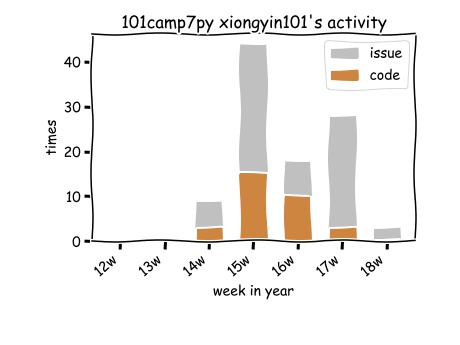 101camp7py xiongyin101's activity
issue
code
times
40
30
20
10
0
12w 13w 14w 15w 16w 17w 18w
week in year